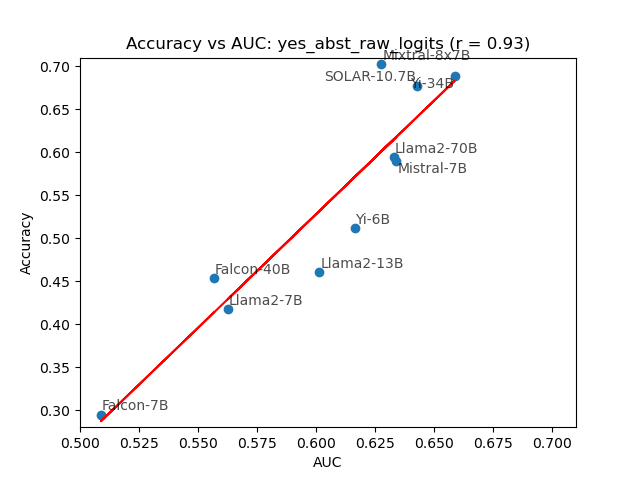 Accuracy vs AUC: yes_abst_raw_logits (r = 0.93)
Mixtral-8x7B
SOLAR-10.7B
Yi-34B
Llama2-70B
Mistral-7B
Yi-6B
Llama2-13B
Falcon-40B
Llama2-7B
Falcon-7B
Accuracy
0.70
0.65
0.60
0.55
0.50
0.45
0.40
0.35
0.30
0.500 0.525 0.550 0.575 0.600 0.625 0.650 0.675 0.700
AUC